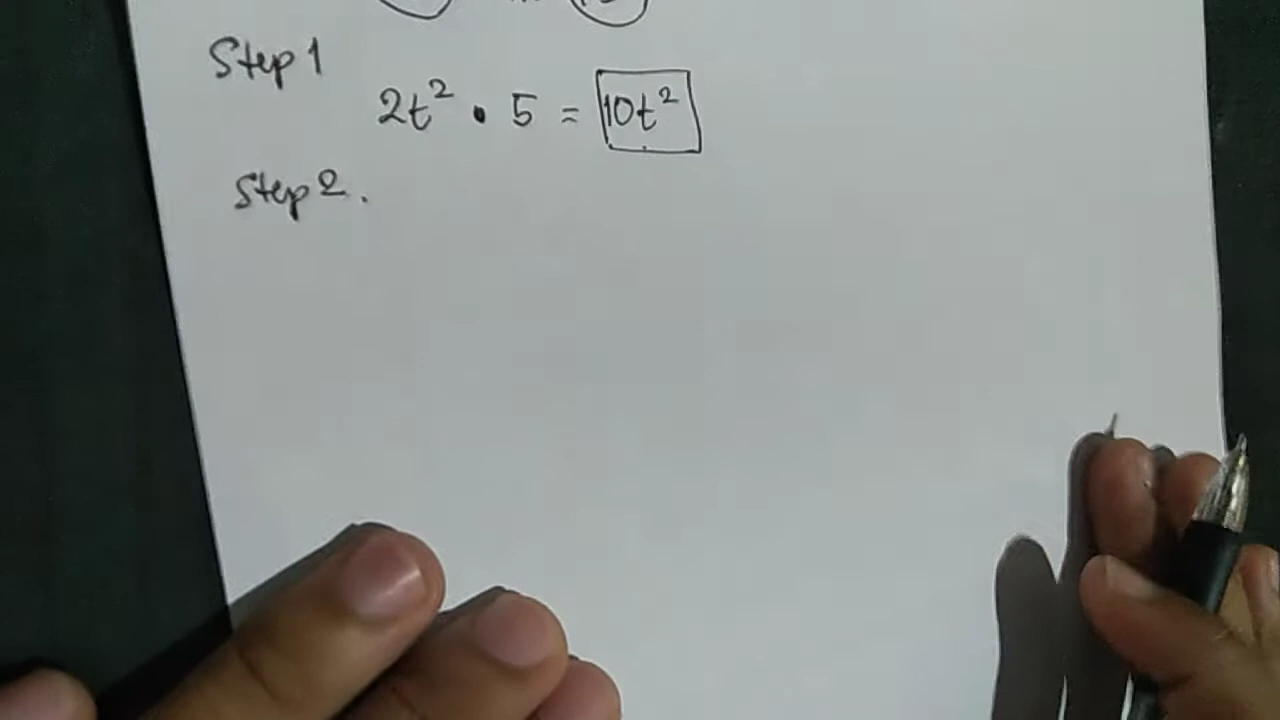 Step 1
2t² • 5 = 10t²
Step 2.